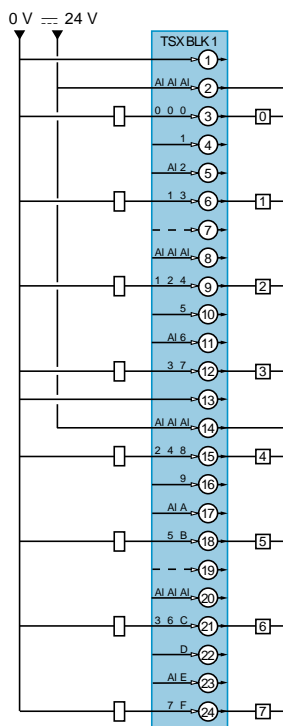 0 V ⎓ 24 V
TSX BLK 1
1
AI AI AI 2
0 0 0 3 0
1 4
AI 2 5
1 3 6 1
7
AI AI AI 8
1 2 4 9 2
5 10
AI 6 11
3 7 12 3
13
AI AI AI 14
2 4 8 15 4
9 16
AI A 17
5 B 18 5
19
AI AI AI 20
3 6 C 21 6
D 22
AI E 23
7 F 24 7